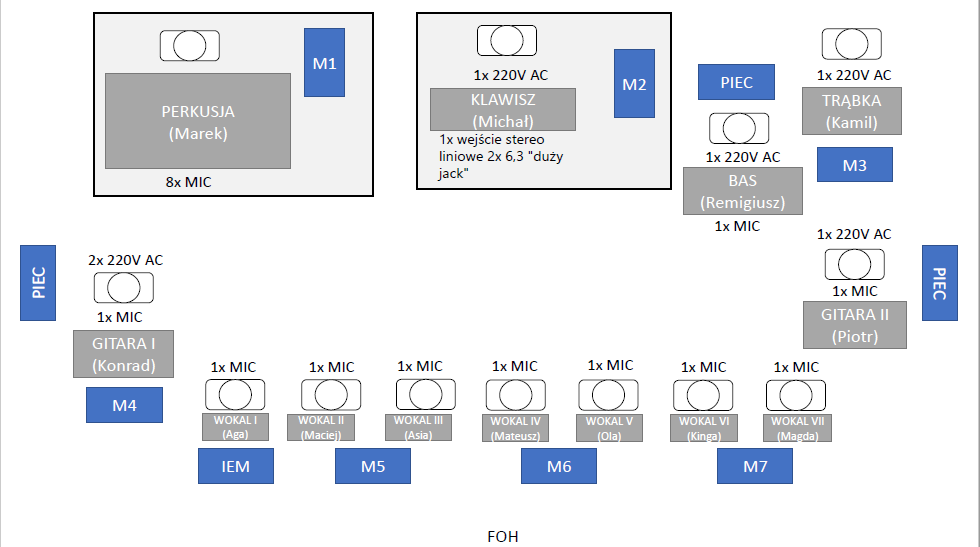 M1
PERKUSJA
(Marek)
8x MIC
1x 220V AC
M2
KLAWISZ
(Michał)
1x wejście stereo
liniowe 2x 6,3 "duży
jack"
PIEC
1x 220V AC
BAS
(Remigiusz)
1x MIC
1x 220V AC
TRĄBKA
(Kamil)
M3
PIEC
2x 220V AC
1x MIC
GITARA I
(Konrad)
M4
1x 220V AC
1x MIC
GITARA II
(Piotr)
PIEC
1x MIC
WOKAL I
(Aga)
IEM
1x MIC
WOKAL II
(Maciej)
1x MIC
WOKAL III
(Asia)
M5
1x MIC
WOKAL IV
(Mateusz)
1x MIC
WOKAL V
(Ola)
M6
1x MIC
WOKAL VI
(Kinga)
1x MIC
WOKAL VII
(Magda)
M7
FOH